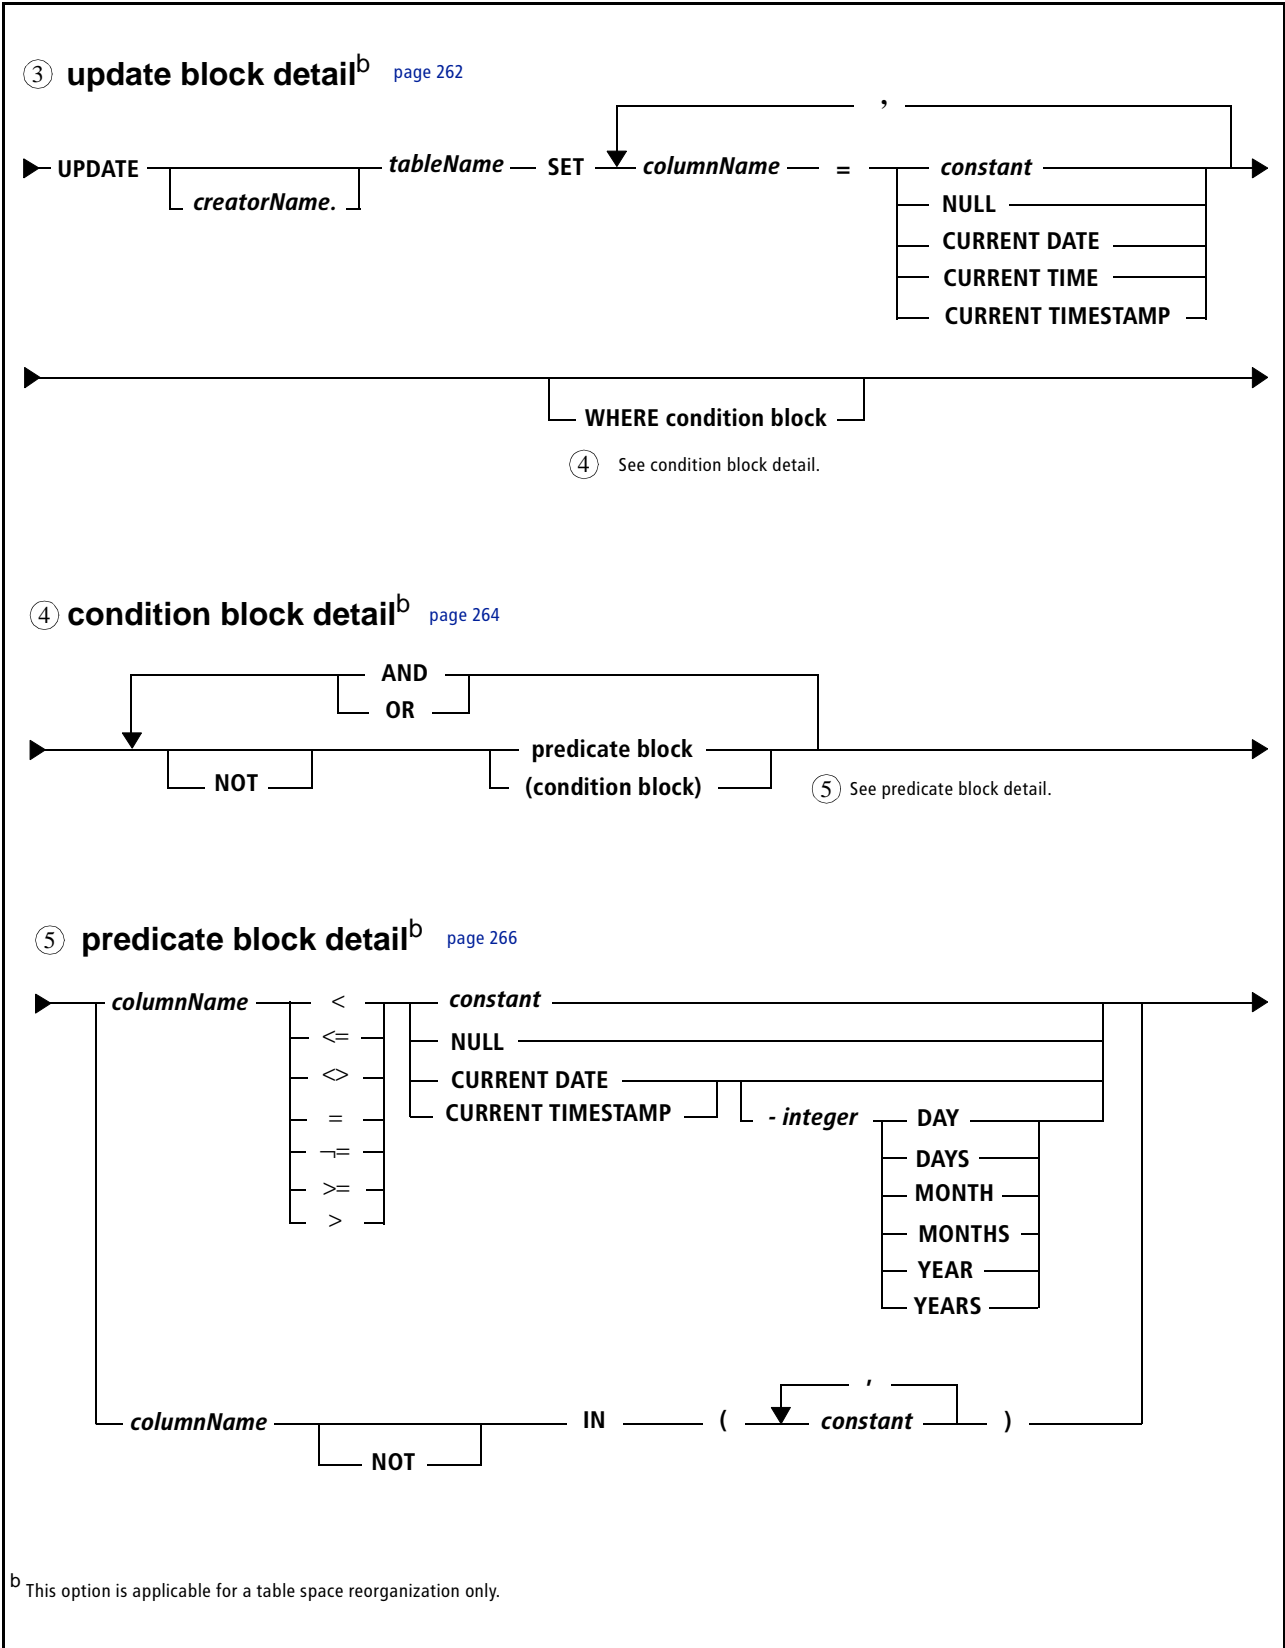 ③ update block detailb page 262
,
UPDATE tableName SET columnName = constant
creatorName. NULL
CURRENT DATE
CURRENT TIME
CURRENT TIMESTAMP
WHERE condition block
④ See condition block detail.
④ condition block detailb page 264
AND
OR
predicate block
NOT (condition block) ⑤ See predicate block detail.
⑤ predicate block detailb page 266
columnName < constant
<= NULL
<> CURRENT DATE
= CURRENT TIMESTAMP - integer DAY
¬= DAYS
>= MONTH
> MONTHS
YEAR
YEARS
,
columnName IN ( constant )
NOT
b This option is applicable for a table space reorganization only.